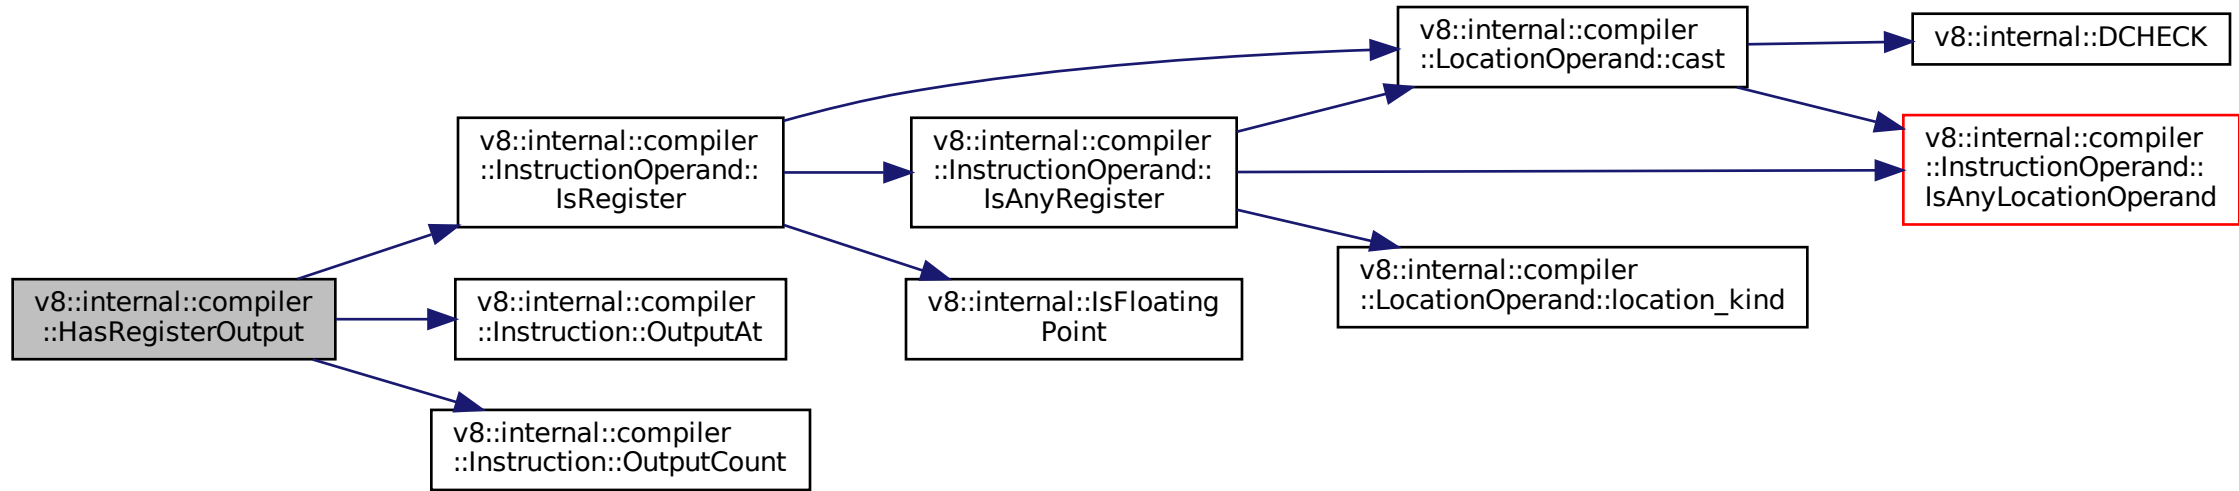 v8::internal::compiler
::HasRegisterOutput
v8::internal::compiler
::InstructionOperand::
IsRegister
v8::internal::compiler
::Instruction::OutputAt
v8::internal::compiler
::Instruction::OutputCount
v8::internal::compiler
::InstructionOperand::
IsAnyRegister
v8::internal::IsFloating
Point
v8::internal::compiler
::LocationOperand::cast
v8::internal::compiler
::LocationOperand::location_kind
v8::internal::DCHECK
v8::internal::compiler
::InstructionOperand::
IsAnyLocationOperand